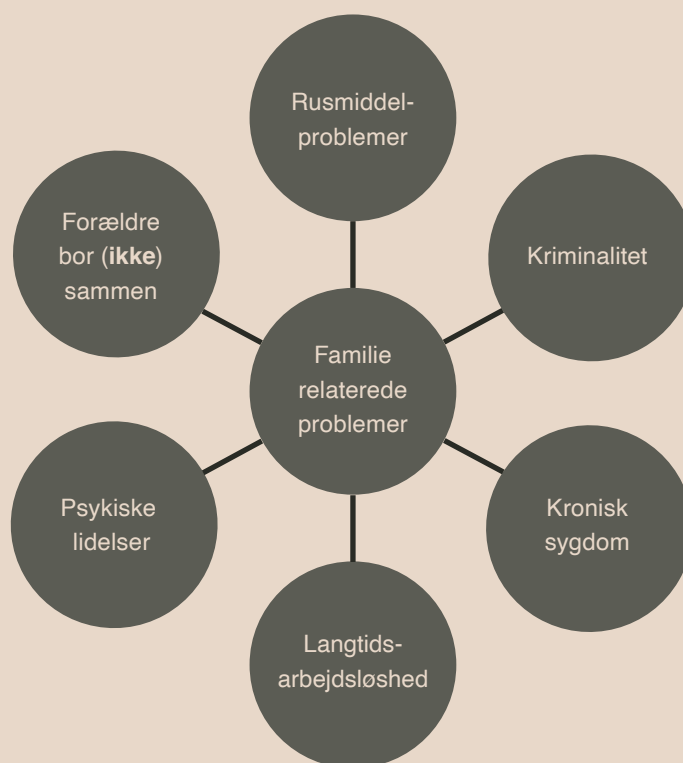 Rusmiddel-
problemer
Forældre
bor (ikke)
sammen
Kriminalitet
Familie
relaterede
problemer
Psykiske
lidelser
Kronisk
sygdom
Langtids-
arbejdsløshed